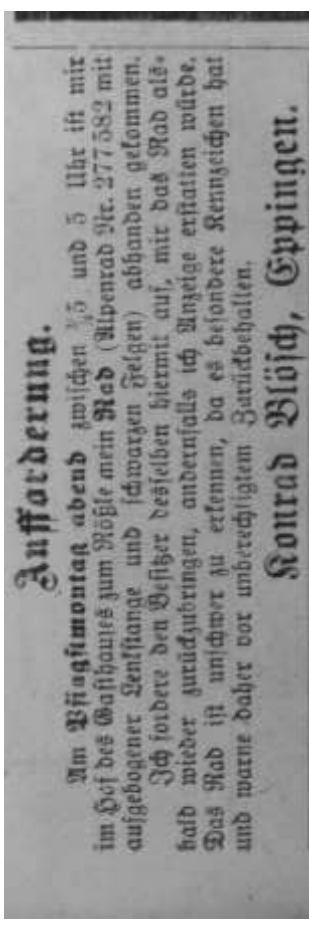 Aufforderung.
Am Pfingstmontag abend zwischen ½5 und 5 Uhr ist mir
im Hof des Gasthauses zum Rößle mein Rad (Alpenrad Nr. 277582 mit
aufgebogener Lenkstange und schwarzen Felgen) abhanden gekommen.
Ich fordere den Besitzer desselben hiermit auf, mir das Rad als-
bald wieder zurückzubringen, andernfalls ich Anzeige erstatten würde.
Das Rad ist unschwer zu erkennen, da es besondere Kennzeichen hat
und warne daher vor unberechtigtem Zurückbehalten.
Konrad Blösch, Eppingen.